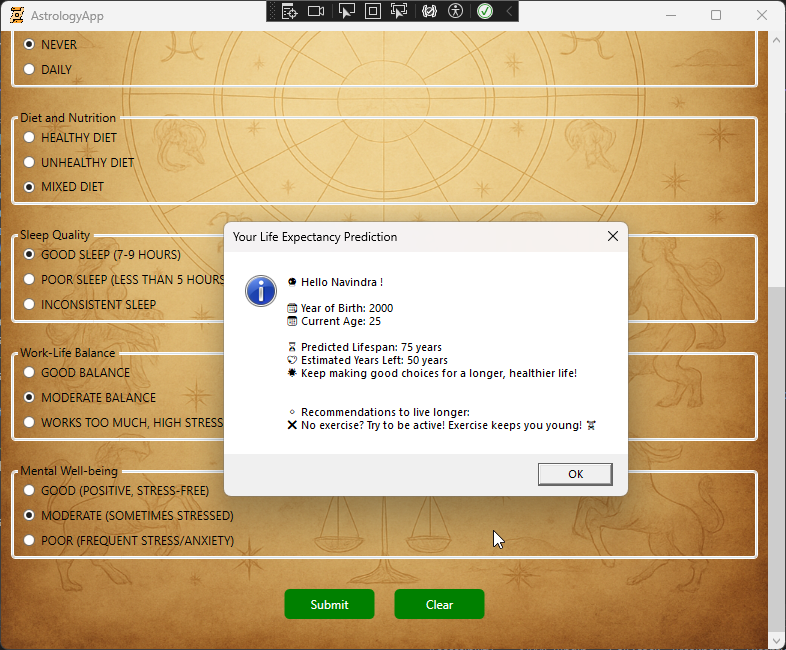 AstrologyApp
NEVER
DAILY
Diet and Nutrition
HEALTHY DIET
UNHEALTHY DIET
MIXED DIET
Sleep Quality
GOOD SLEEP (7-9 HOURS)
POOR SLEEP (LESS THAN 5 HOURS
INCONSISTENT SLEEP
Work-Life Balance
GOOD BALANCE
MODERATE BALANCE
WORKS TOO MUCH, HIGH STRESS
Mental Well-being
GOOD (POSITIVE, STRESS-FREE)
MODERATE (SOMETIMES STRESSED)
POOR (FREQUENT STRESS/ANXIETY)
Submit
Clear
Your Life Expectancy Prediction
Hello Navindra !
Year of Birth: 2000
Current Age: 25
Predicted Lifespan: 75 years
Estimated Years Left: 50 years
Keep making good choices for a longer, healthier life!
Recommendations to live longer:
No exercise? Try to be active! Exercise keeps you young!
OK